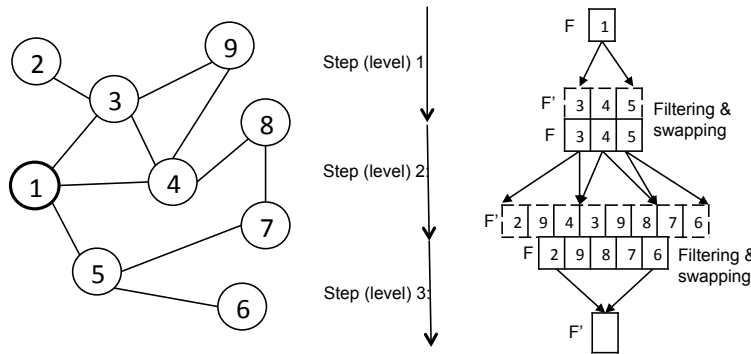 2
3
9
8
1
4
7
5
6
Step (level) 1
Step (level) 2:
Step (level) 3:
F 1
F' 3 4 5
F 3 4 5
Filtering &
swapping
F' 2 9 4 3 9 8 7 6
F 2 9 8 7 6
Filtering &
swapping
F'